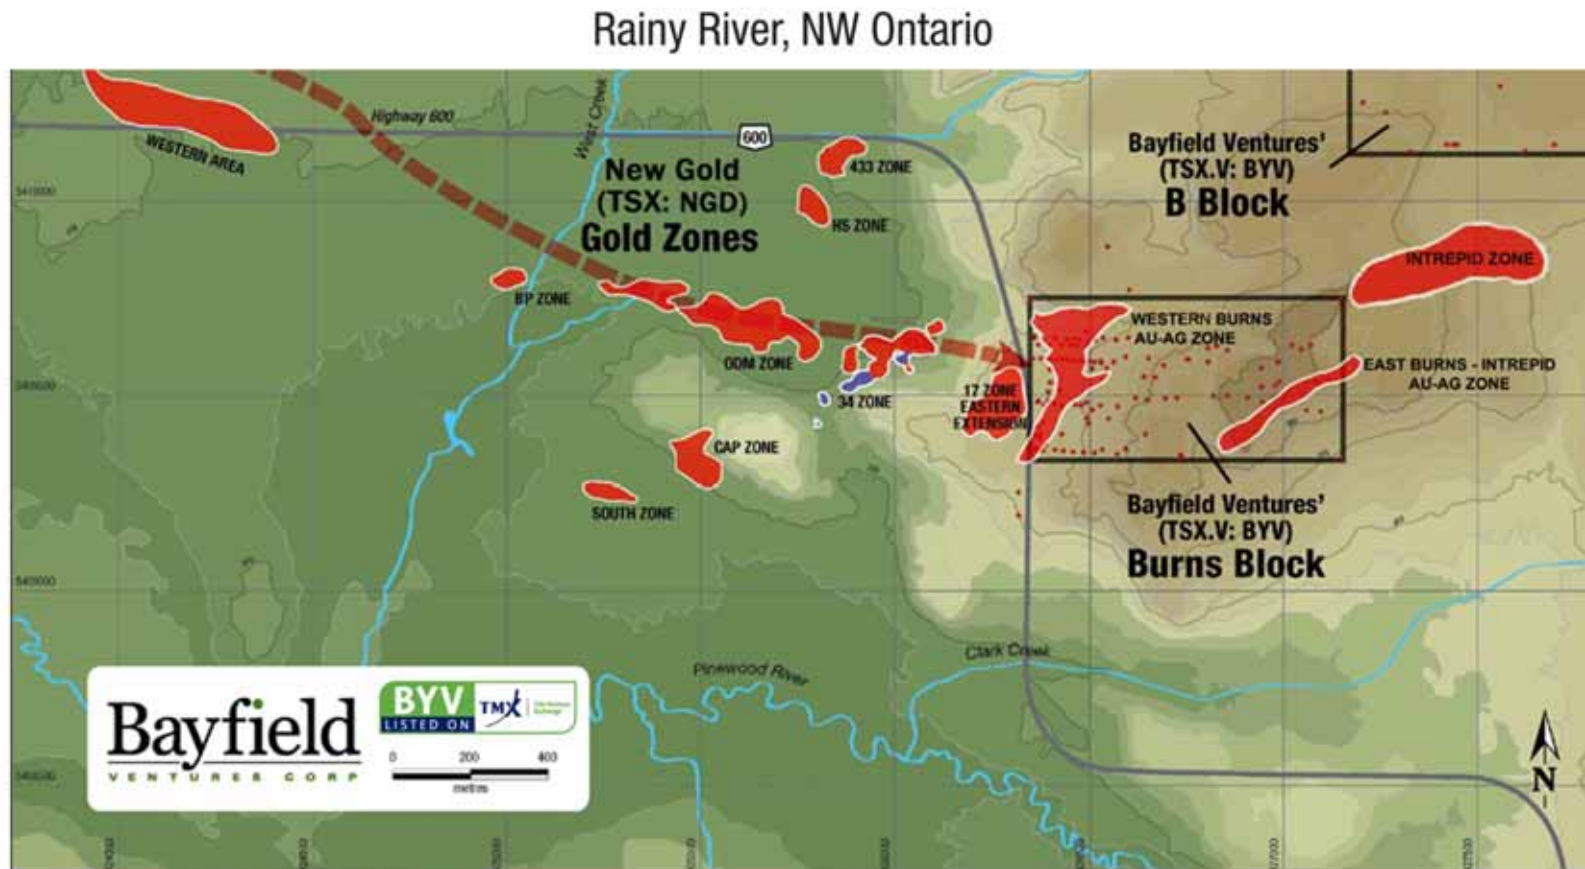 Rainy River, NW Ontario
Highway 600
West Creek
600
WESTERN AREA
New Gold
(TSX: NGD)
Gold Zones
433 ZONE
HS ZONE
Bayfield Ventures'
(TSX.V: BYV)
B Block
INTREPID ZONE
BP ZONE
ODM ZONE
34 ZONE
17 ZONE
EASTERN
EXTENSION
WESTERN BURNS
AU-AG ZONE
EAST BURNS - INTREPID
AU-AG ZONE
CAP ZONE
SOUTH ZONE
Bayfield Ventures'
(TSX.V: BYV)
Burns Block
Clark Creek
Pinewood River
Bayfield
VENTURES CORP
BYV
LISTED ON
TMX
0 200 400
metres
N